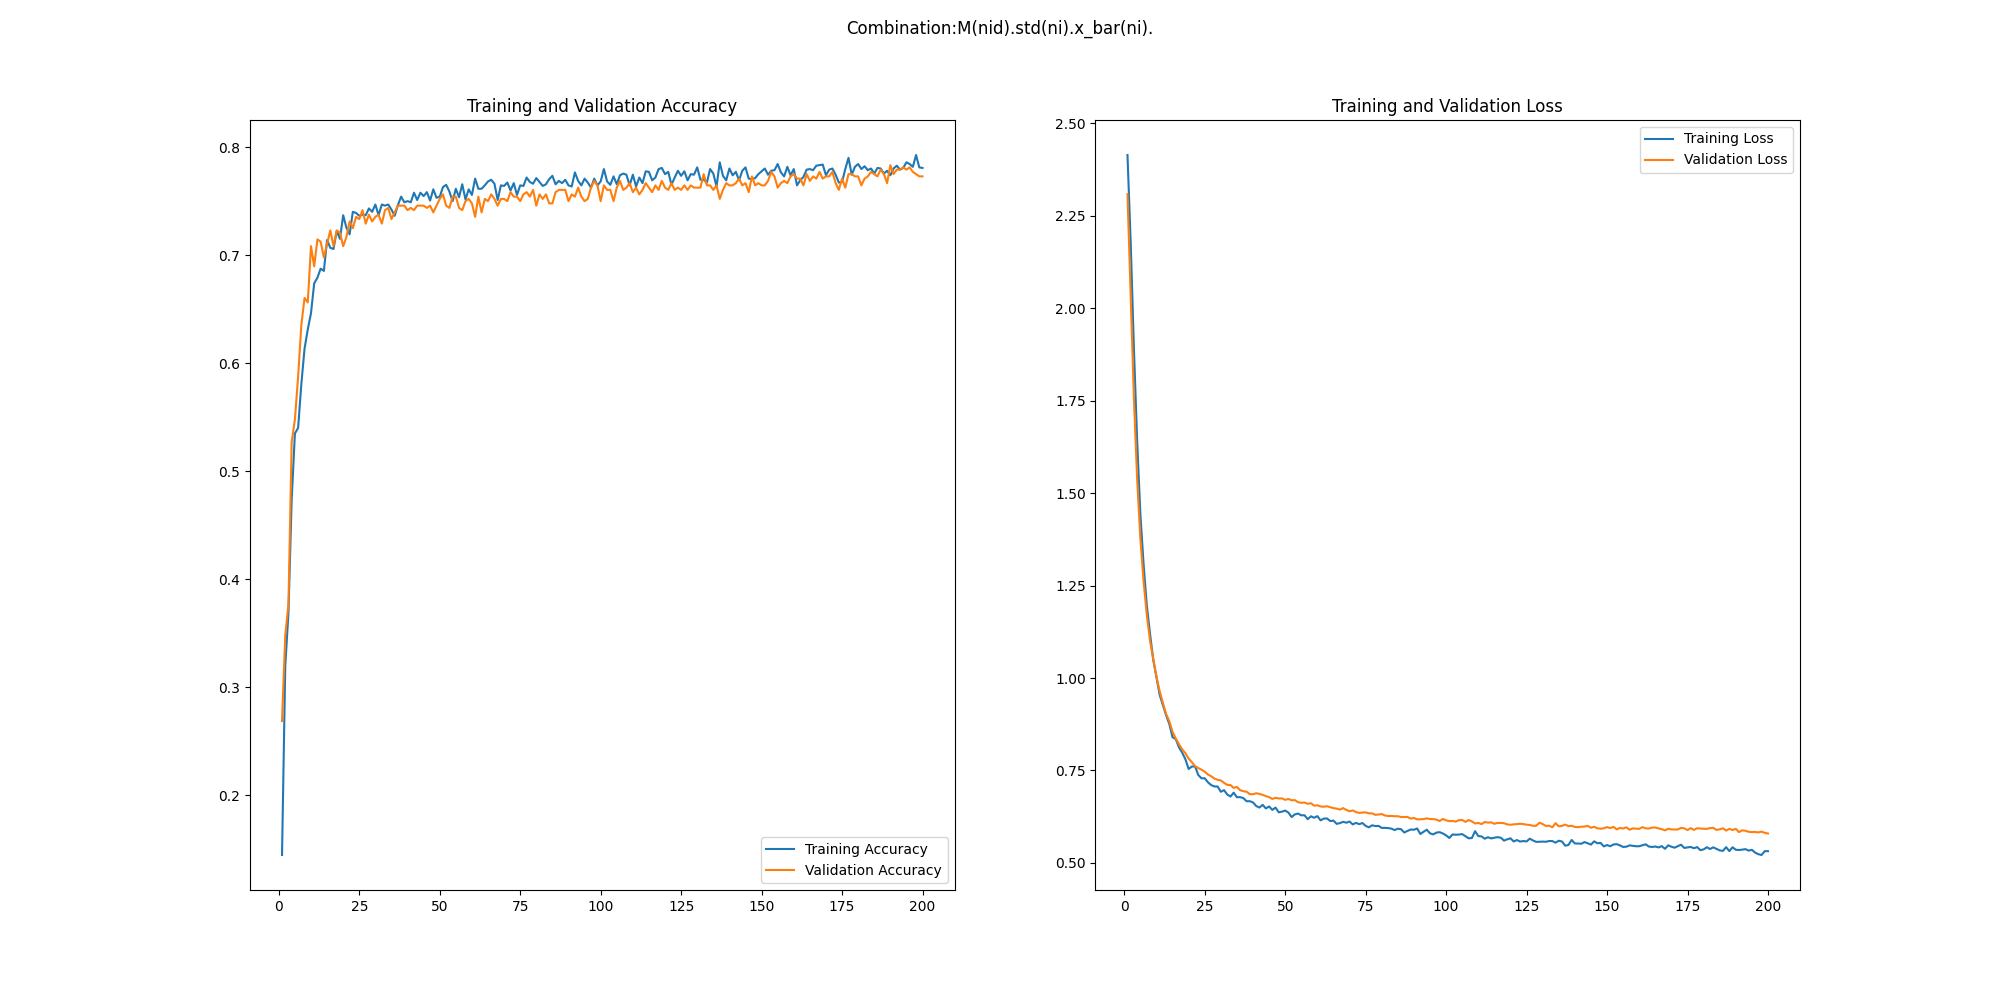 Combination:M(nid).std(ni).x_bar(ni).
Training and Validation Accuracy
0.8
0.7
0.6
0.5
0.4
0.3
0.2
0 25 50 75 100 125 150 175 200
Training Accuracy
Validation Accuracy
Training and Validation Loss
2.50
2.25
2.00
1.75
1.50
1.25
1.00
0.75
0.50
0 25 50 75 100 125 150 175 200
Training Loss
Validation Loss